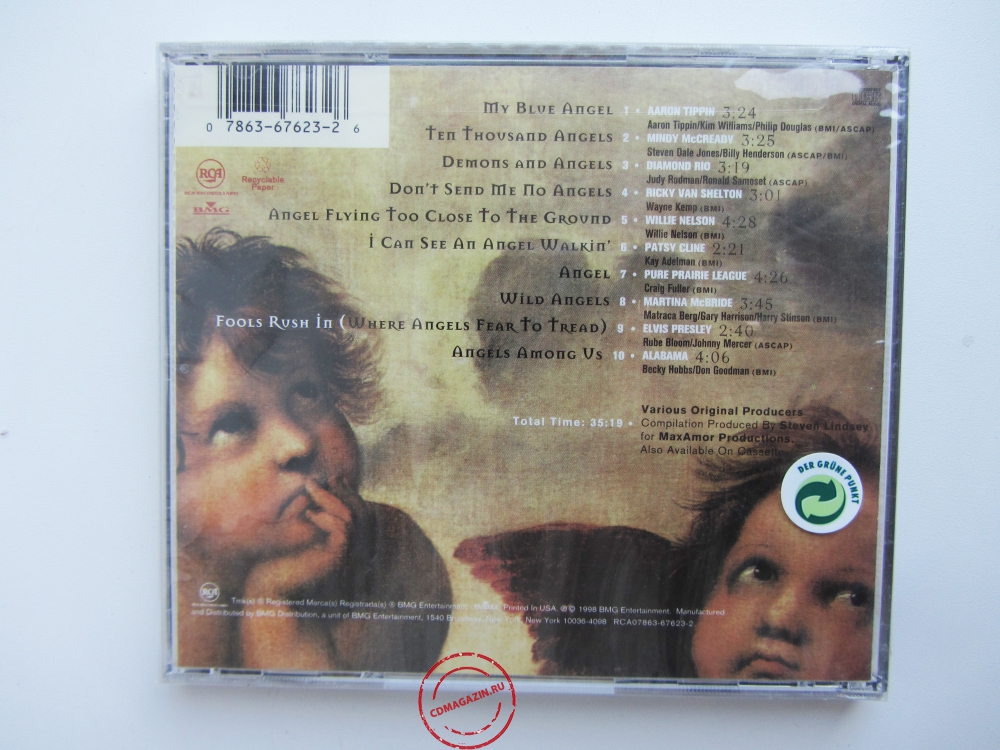 My Blue Angel 1 • AARON TIPPIN 3:24
Aaron Tippin/Kim Williams/Philip Douglas (BMI/ASCAP)
Ten Thousand Angels 2 • MINDY McCREADY 3:25
Steven Dale Jones/Billy Henderson (ASCAP/BMI)
Demons and Angels 3 • DIAMOND RIO 3:19
Judy Rodman/Ronald Samoset (ASCAP)
Don't Send Me No Angels 4 • RICKY VAN SHELTON 3:01
Wayne Kemp (BMI)
Angel Flying Too Close To The Ground 5 • WILLIE NELSON 4:28
Willie Nelson (BMI)
I Can See An Angel Walkin' 6 • PATSY CLINE 2:21
Kay Adelman (BMI)
Angel 7 • PURE PRAIRIE LEAGUE 4:26
Craig Fuller (BMI)
Wild Angels 8 • MARTINA McBRIDE 3:45
Matraca Berg/Gary Harrison/Harry Stinson (BMI)
Fools Rush In (Where Angels Fear To Tread) 9 • ELVIS PRESLEY 2:40
Rube Bloom/Johnny Mercer (ASCAP)
Angels Among Us 10 • ALABAMA 4:06
Becky Hobbs/Don Goodman (BMI)
0 7863-67623-2 6
RCA
Recyclable
Paper
BMG
Total Time: 35:19 •
Various Original Producers
Compilation Produced By Steven Lindsey
for MaxAmor Productions.
Also Available On Cassette
DER GRÜNE PUNKT
RCA
Tmk(s) ® Registered Marca(s) Registrada(s) ® BMG Entertainment Printed in USA. ℗© 1998 BMG Entertainment. Manufactured
and Distributed by BMG Distribution, a unit of BMG Entertainment, 1540 New York, New York 10036-4098 RCA07863-67623-2
CDMAGAZIN.RU